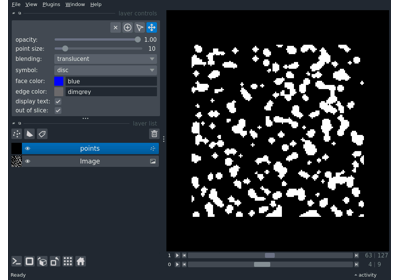 File View Plugins Window Help
layer controls
opacity: 1.00
point size: 10
blending: translucent
symbol: disc
face color: blue
edge color: dimgrey
display text:
out of slice:
layer list
points
Image
1 63 127
0 4 9
Ready activity